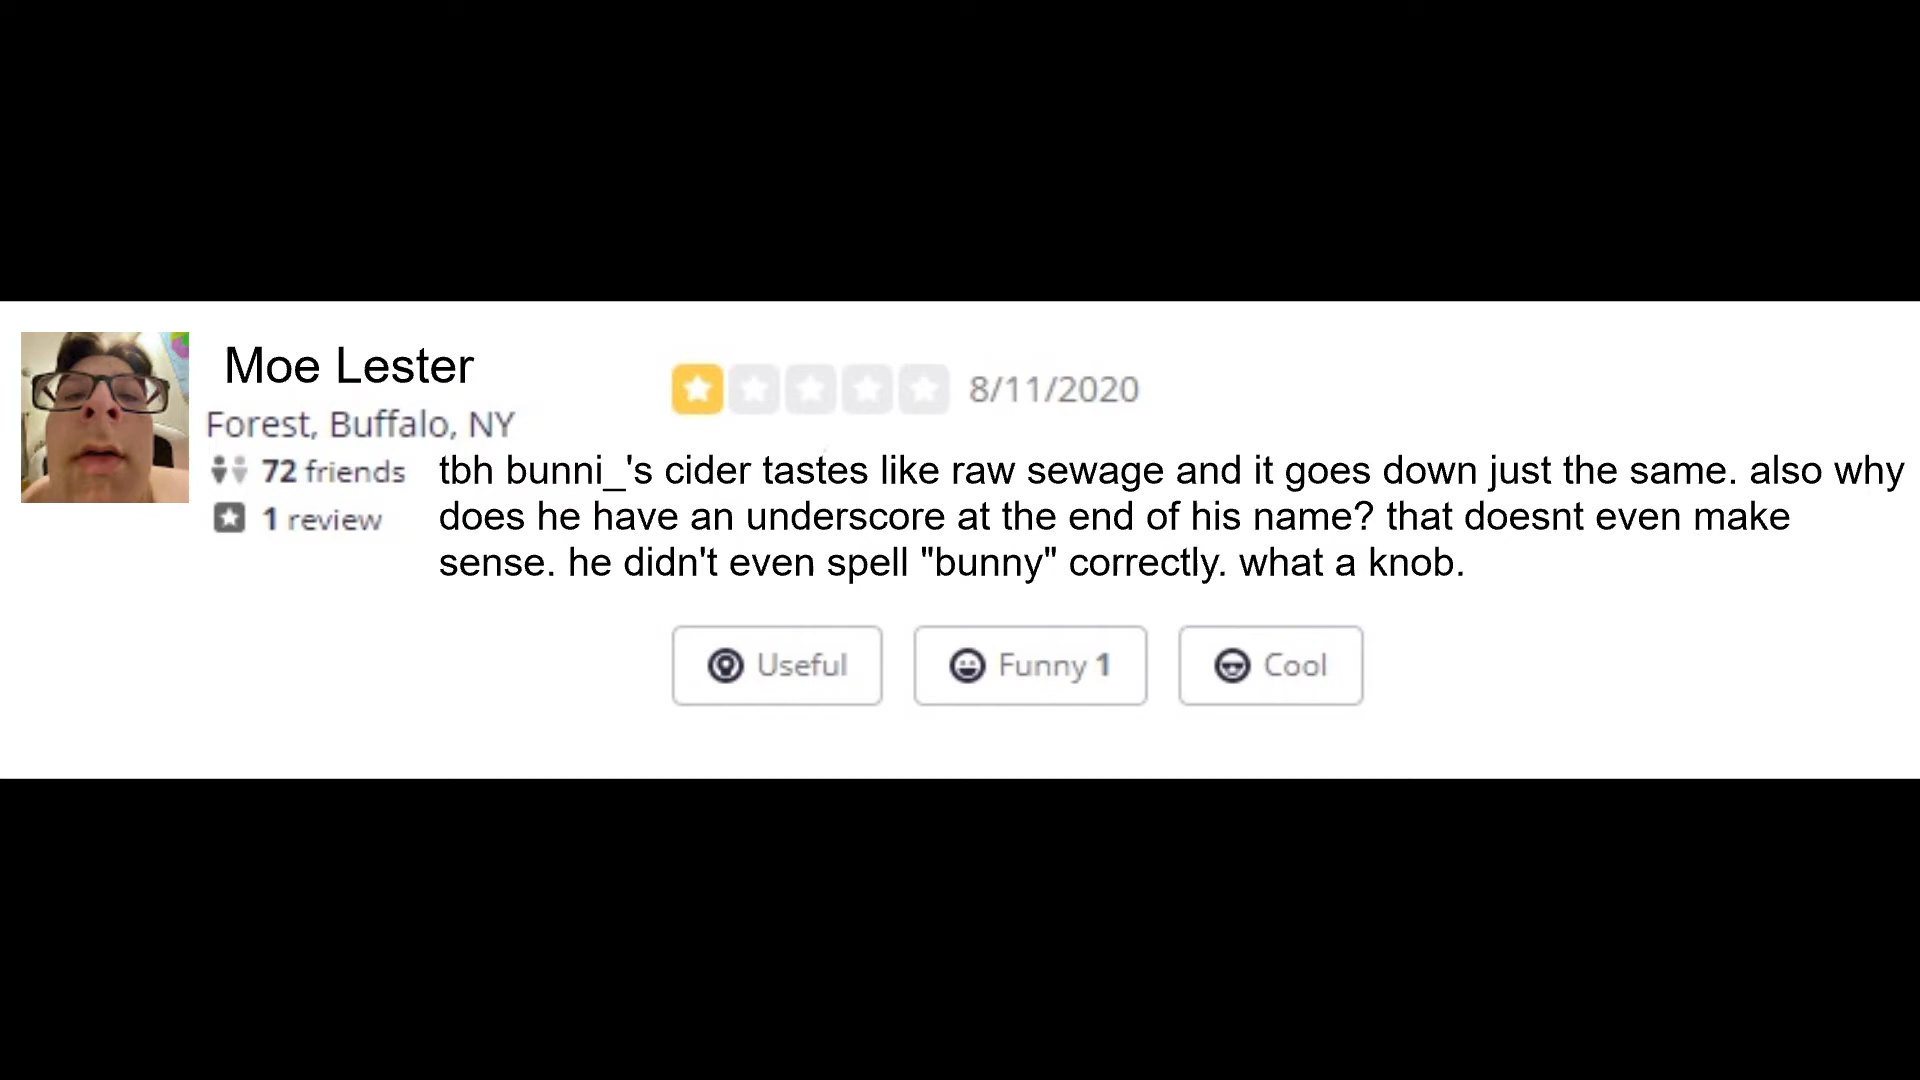 Moe Lester
8/11/2020
Forest, Buffalo, NY
72 friends
1 review
tbh bunni_'s cider tastes like raw sewage and it goes down just the same. also why
does he have an underscore at the end of his name? that doesnt even make
sense. he didn't even spell "bunny" correctly. what a knob.
Useful Funny 1 Cool